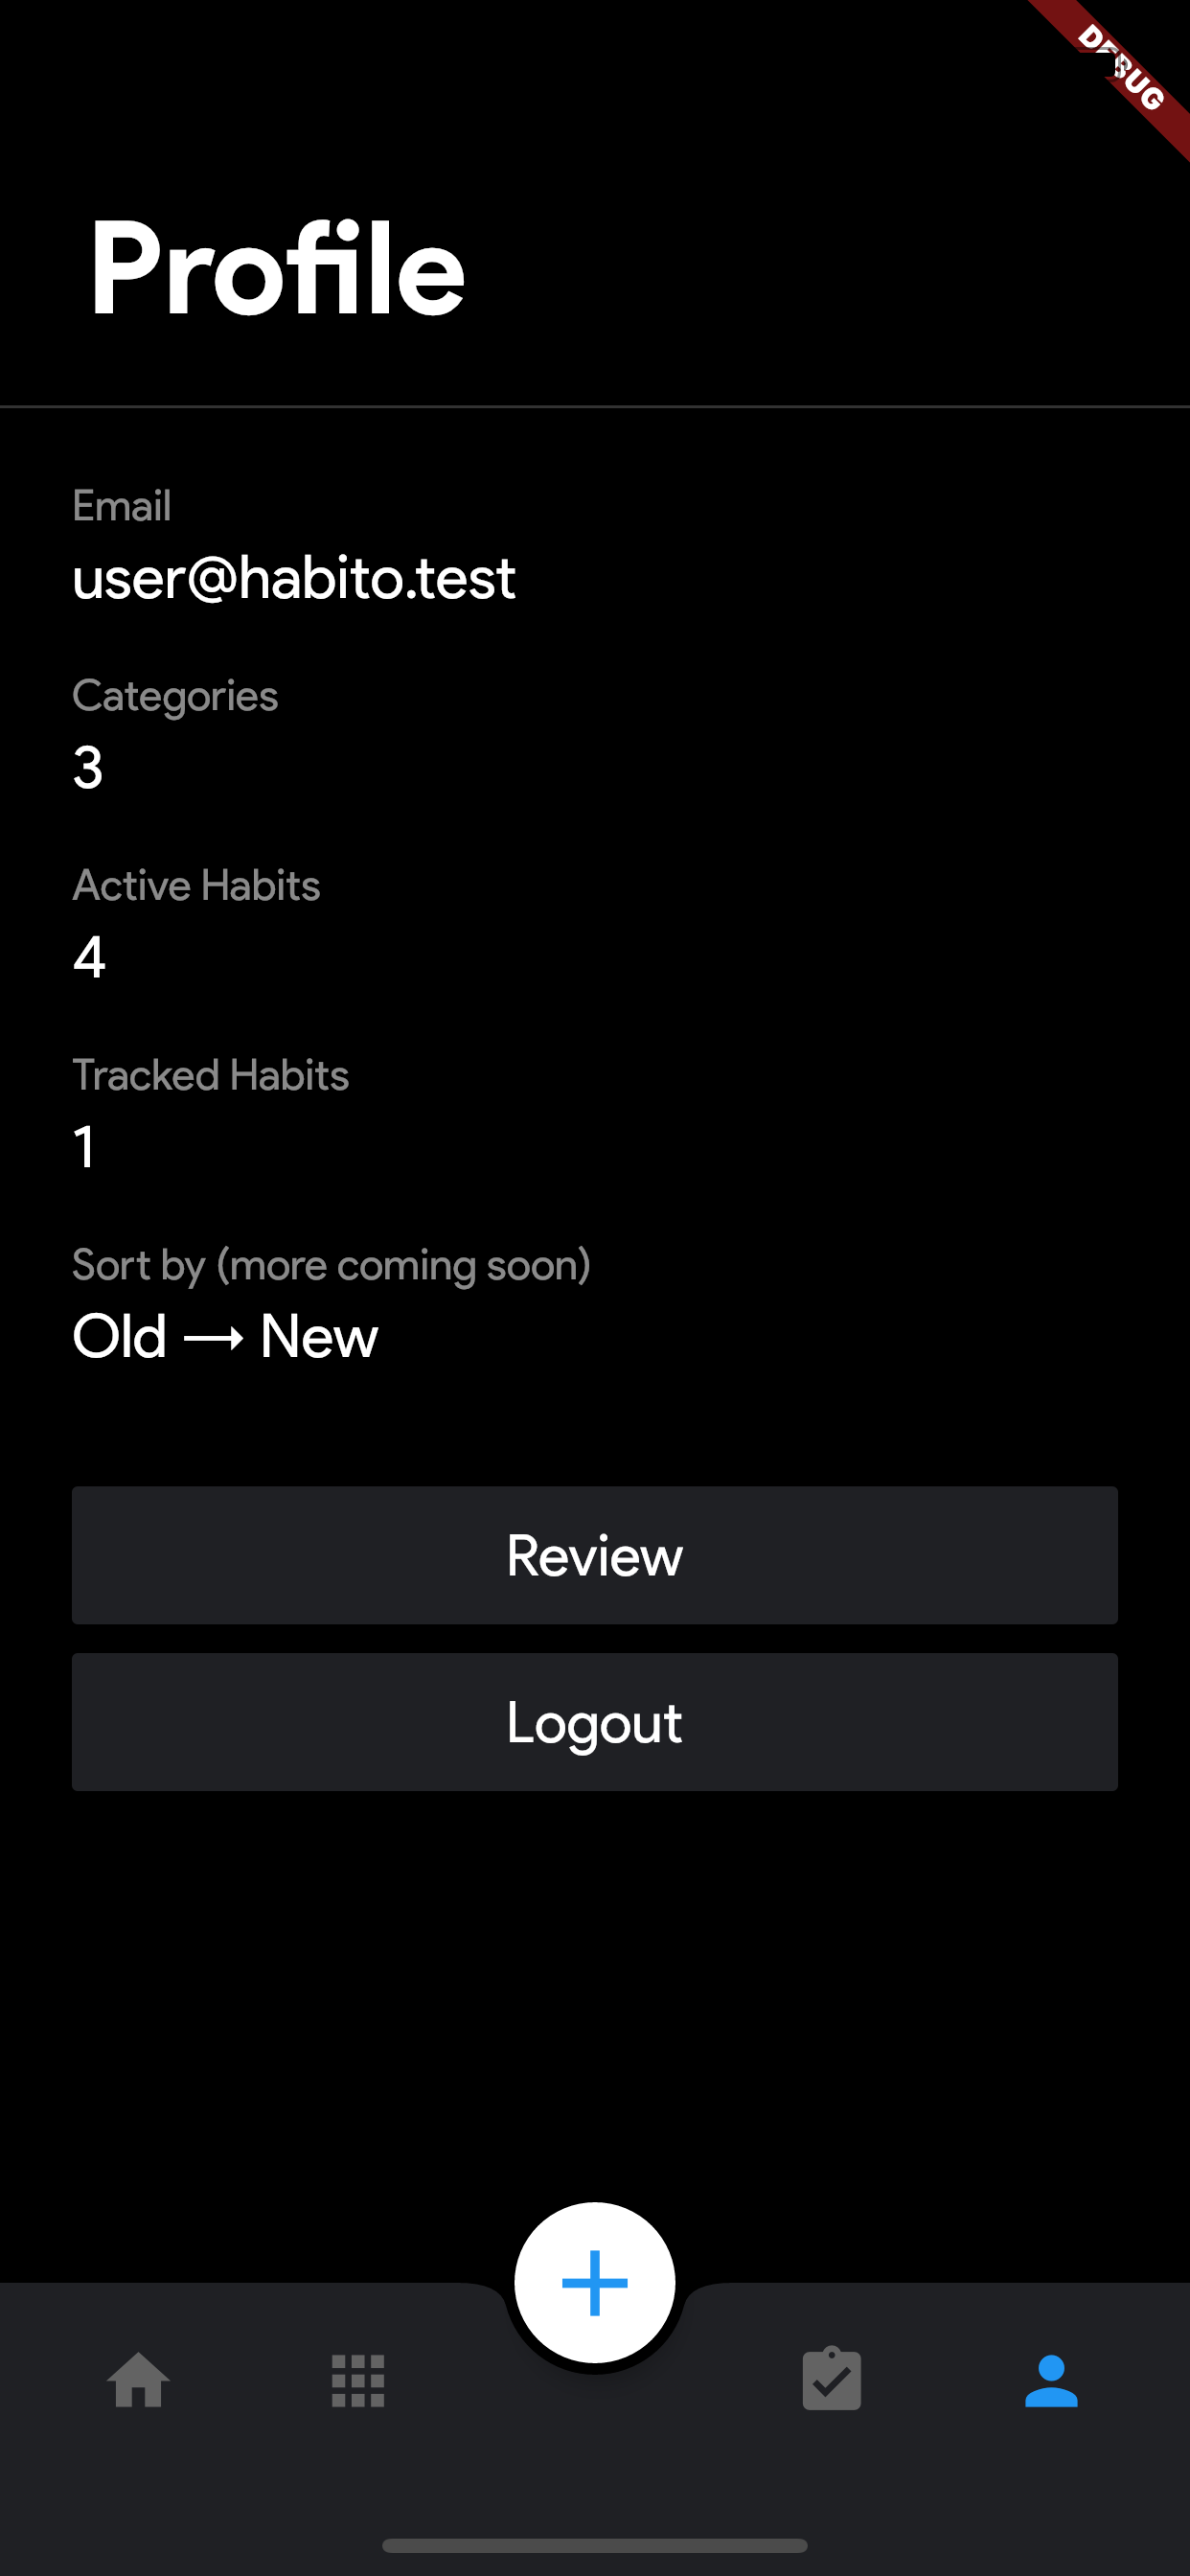 DEBUG
Profile
Email
user@habito.test
Categories
3
Active Habits
4
Tracked Habits
1
Sort by (more coming soon)
Old → New
Review
Logout